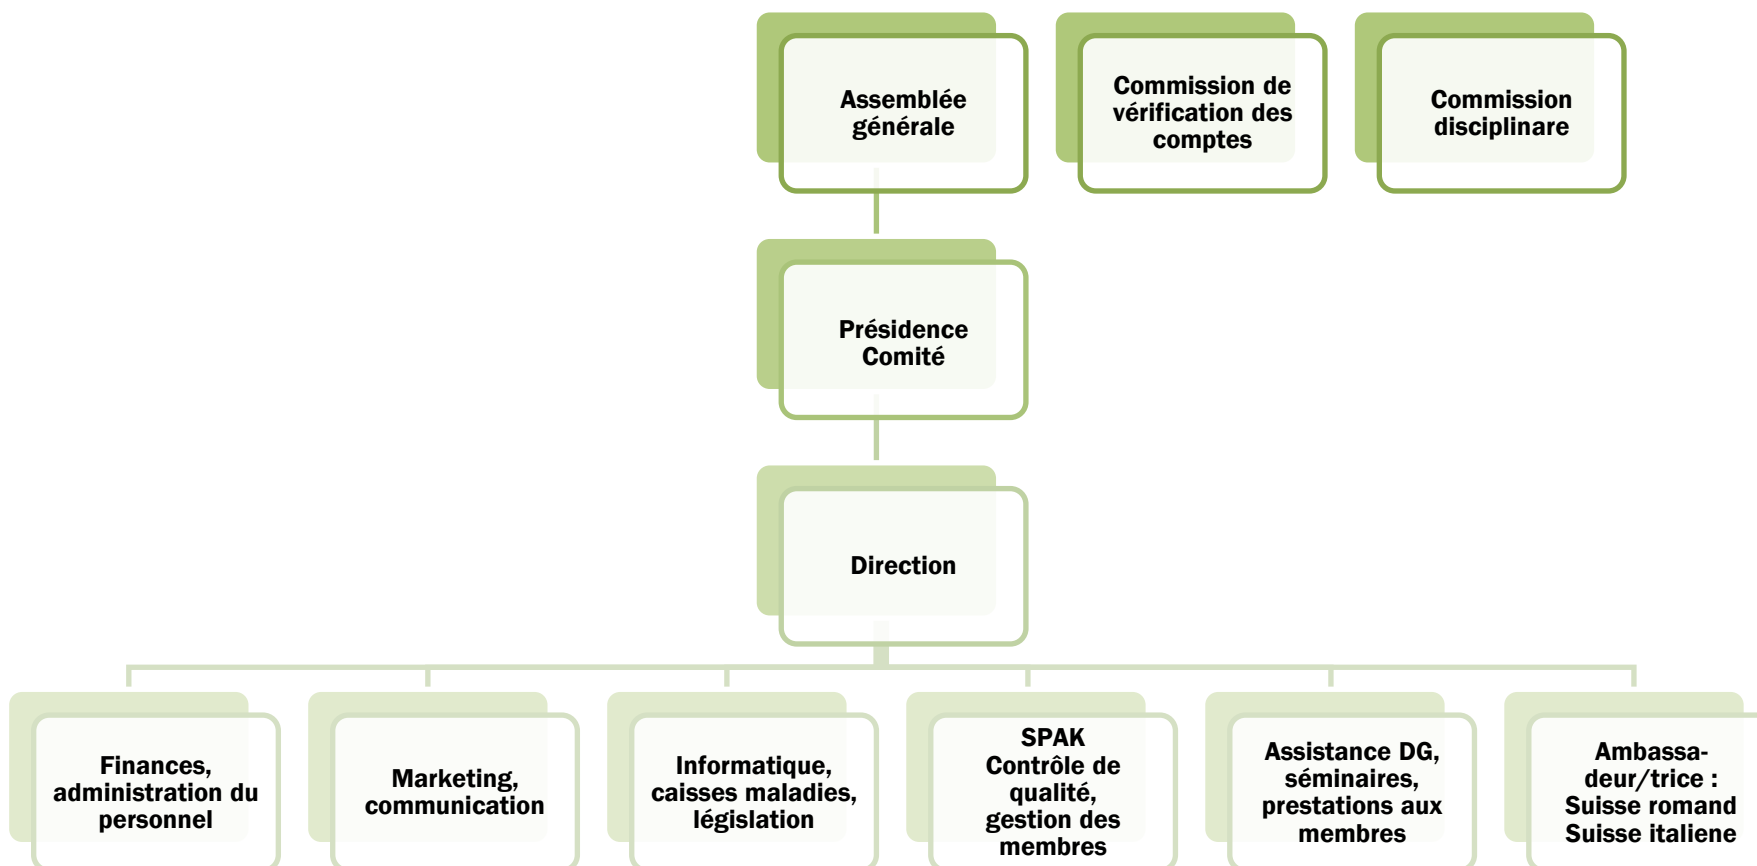 Assemblée
générale
Commission de
vérification des
comptes
Commission
disciplinare
Présidence
Comité
Direction
Finances,
administration du
personnel
Marketing,
communication
Informatique,
caisses maladies,
législation
SPAK
Contrôle de
qualité,
gestion des
membres
Assistance DG,
séminaires,
prestations aux
membres
Ambassa-
deur/trice :
Suisse romand
Suisse italiene